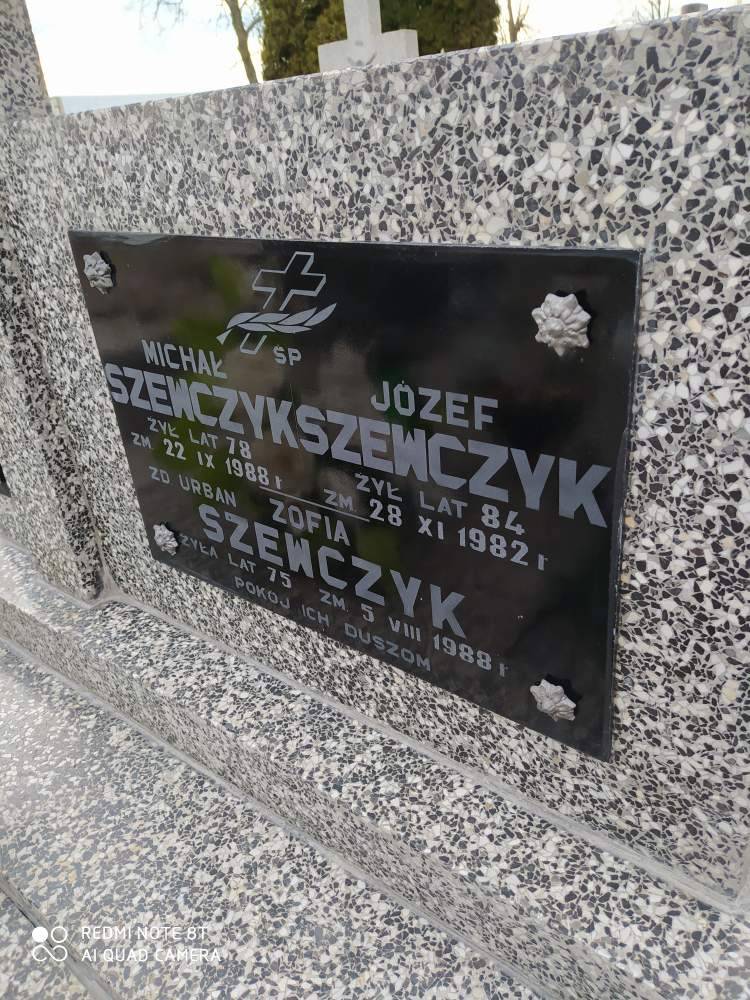 ŚP
MICHAŁ
SZEWCZYK
ŻYŁ LAT 78
ZM 22 IX 1988 r
JÓZEF
SZEWCZYK
ŻYŁ LAT 84
ZM 28 XI 1982 r
ZD URBAN ZOFIA
SZEWCZYK
ŻYŁA LAT 75 ZM 5 VIII 1988 r
POKÓJ ICH DUSZOM
REDMI NOTE 8T
AI QUAD CAMERA